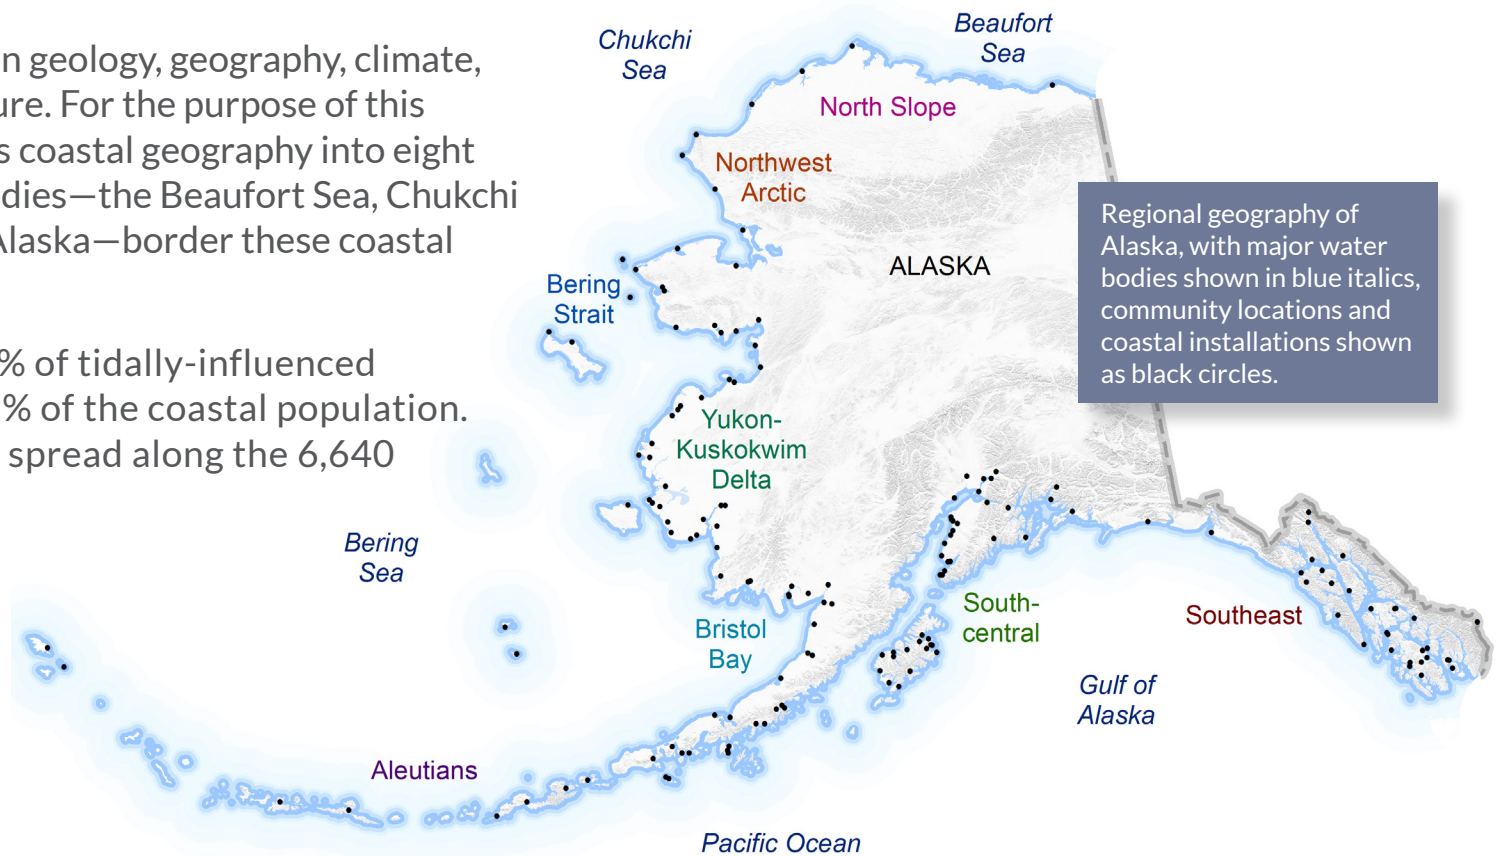 n geology, geography, climate,
ure. For the purpose of this
s coastal geography into eight
dies—the Beaufort Sea, Chukchi
Alaska—border these coastal
% of tidally-influenced
% of the coastal population.
spread along the 6,640
Chukchi
Sea
Beaufort
Sea
North Slope
Northwest
Arctic
ALASKA
Regional geography of
Alaska, with major water
bodies shown in blue italics,
community locations and
coastal installations shown
as black circles.
Bering
Strait
Yukon-
Kuskokwim
Delta
Bering
Sea
Bristol
Bay
South-
central
Southeast
Gulf of
Alaska
Aleutians
Pacific Ocean